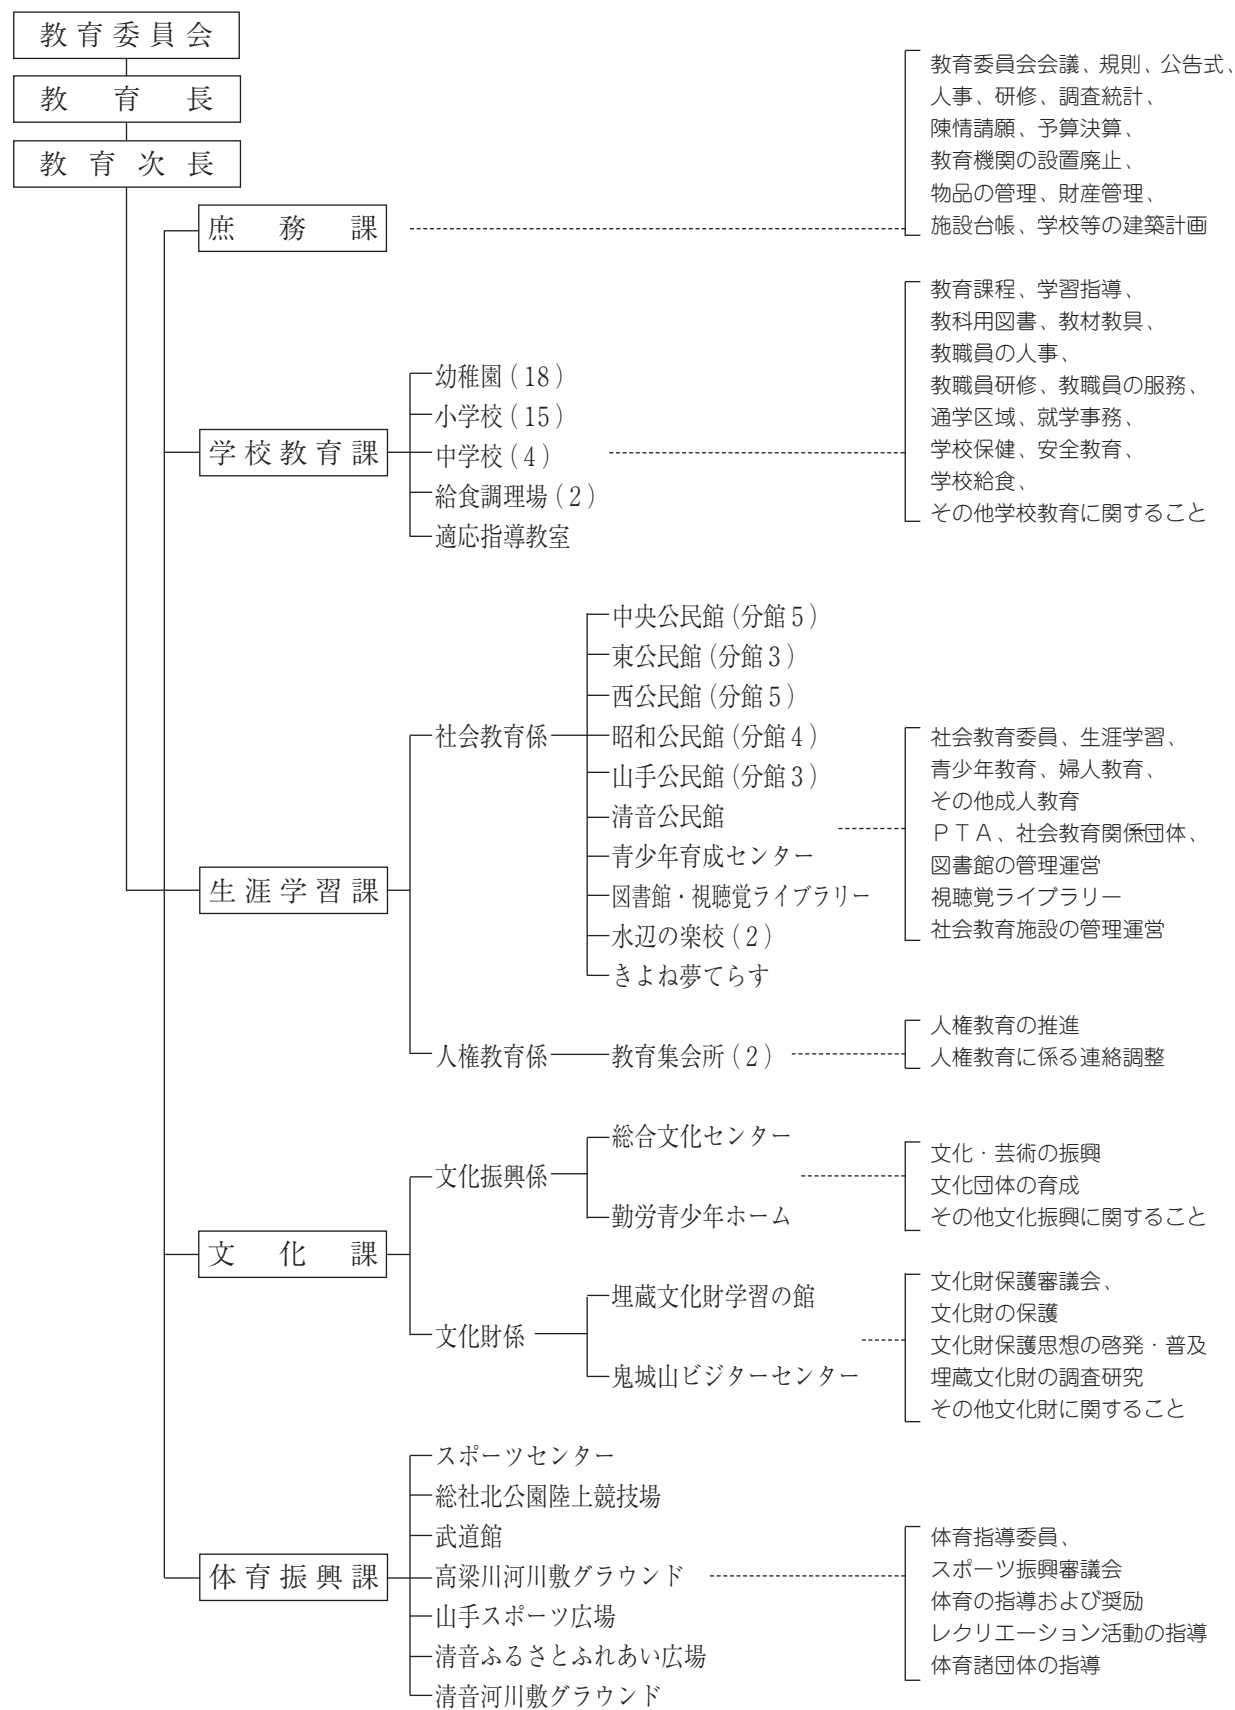 教育委員会
教育長
教育次長
庶務課
教育委員会会議、規則、公告式、
人事、研修、調査統計、
陳情請願、予算決算、
教育機関の設置廃止、
物品の管理、財産管理、
施設台帳、学校等の建築計画
学校教育課
幼稚園(18)
小学校(15)
中学校(4)
給食調理場(2)
適応指導教室
教育課程、学習指導、
教科用図書、教材教具、
教職員の人事、
教職員研修、教職員の服務、
通学区域、就学事務、
学校保健、安全教育、
学校給食、
その他学校教育に関すること
生涯学習課
社会教育係
中央公民館(分館5)
東公民館(分館3)
西公民館(分館5)
昭和公民館(分館4)
山手公民館(分館3)
清音公民館
青少年育成センター
図書館・視聴覚ライブラリー
水辺の楽校(2)
きよね夢てらす
社会教育委員、生涯学習、
青少年教育、婦人教育、
その他成人教育
PTA、社会教育関係団体、
図書館の管理運営
視聴覚ライブラリー
社会教育施設の管理運営
人権教育係
教育集会所(2)
人権教育の推進
人権教育に係る連絡調整
文化課
文化振興係
総合文化センター
勤労青少年ホーム
文化・芸術の振興
文化団体の育成
その他文化振興に関すること
文化財係
埋蔵文化財学習の館
鬼城山ビジターセンター
文化財保護審議会、
文化財の保護
文化財保護思想の啓発・普及
埋蔵文化財の調査研究
その他文化財に関すること
体育振興課
スポーツセンター
総社北公園陸上競技場
武道館
高梁川河川敷グラウンド
山手スポーツ広場
清音ふるさとふれあい広場
清音河川敷グラウンド
体育指導委員、
スポーツ振興審議会
体育の指導および奨励
レクリエーション活動の指導
体育諸団体の指導